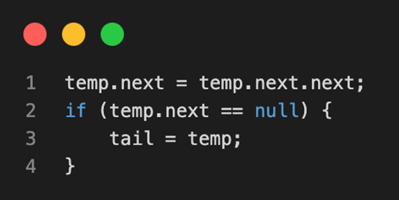 1 temp.next = temp.next.next;
2 if (temp.next == null) {
3     tail = temp;
4 }